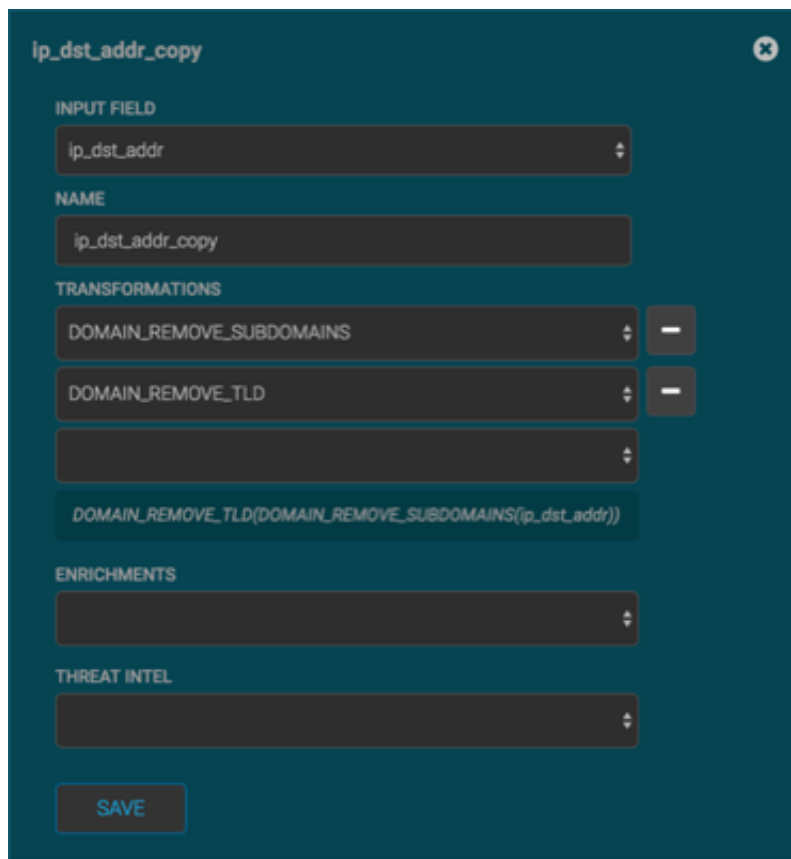 ip_dst_addr_copy
INPUT FIELD
ip_dst_addr
NAME
ip_dst_addr_copy
TRANSFORMATIONS
DOMAIN_REMOVE_SUBDOMAINS
DOMAIN_REMOVE_TLD
DOMAIN_REMOVE_TLD(DOMAIN_REMOVE_SUBDOMAINS(ip_dst_addr))
ENRICHMENTS
THREAT INTEL
SAVE